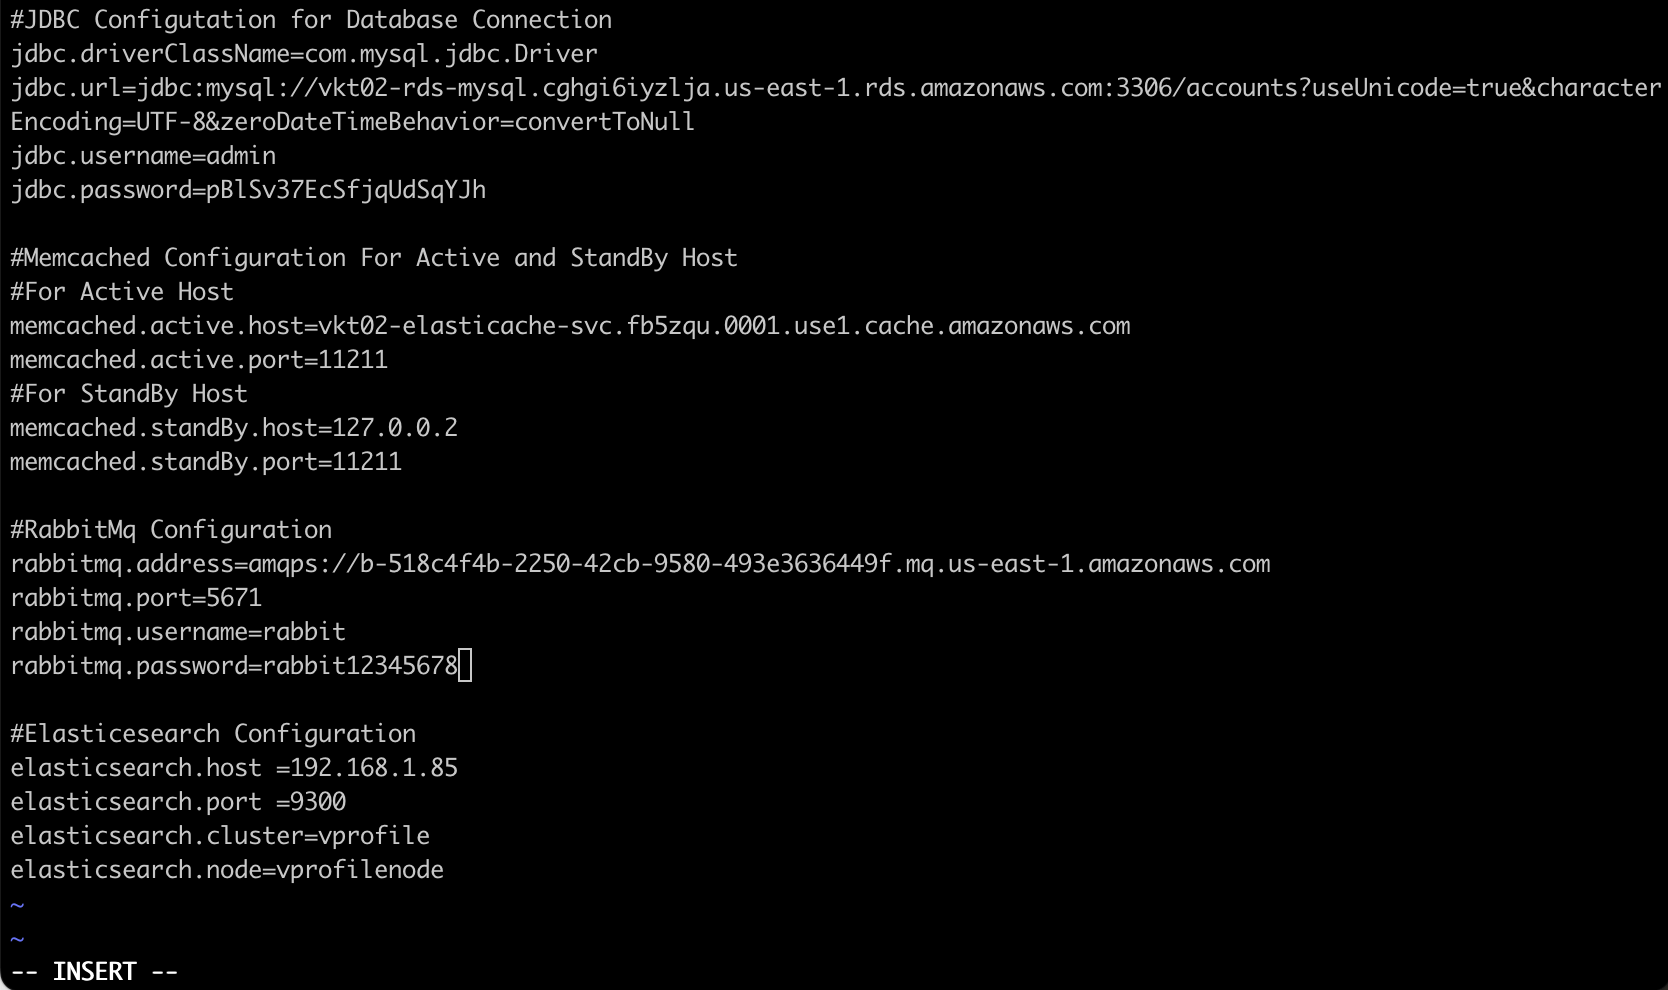 #JDBC Configutation for Database Connection
jdbc.driverClassName=com.mysql.jdbc.Driver
jdbc.url=jdbc:mysql://vkt02-rds-mysql.cghgi6iyzlja.us-east-1.rds.amazonaws.com:3306/accounts?useUnicode=true&character
Encoding=UTF-8&zeroDateTimeBehavior=convertToNull
jdbc.username=admin
jdbc.password=pBlSv37EcSfjqUdSqYJh
#Memcached Configuration For Active and StandBy Host
#For Active Host
memcached.active.host=vkt02-elasticache-svc.fb5zqu.0001.use1.cache.amazonaws.com
memcached.active.port=11211
#For StandBy Host
memcached.standBy.host=127.0.0.2
memcached.standBy.port=11211
#RabbitMq Configuration
rabbitmq.address=amqps://b-518c4f4b-2250-42cb-9580-493e3636449f.mq.us-east-1.amazonaws.com
rabbitmq.port=5671
rabbitmq.username=rabbit
rabbitmq.password=rabbit12345678
#Elasticesearch Configuration
elasticsearch.host =192.168.1.85
elasticsearch.port =9300
elasticsearch.cluster=vprofile
elasticsearch.node=vprofilenode
~
~
-- INSERT --